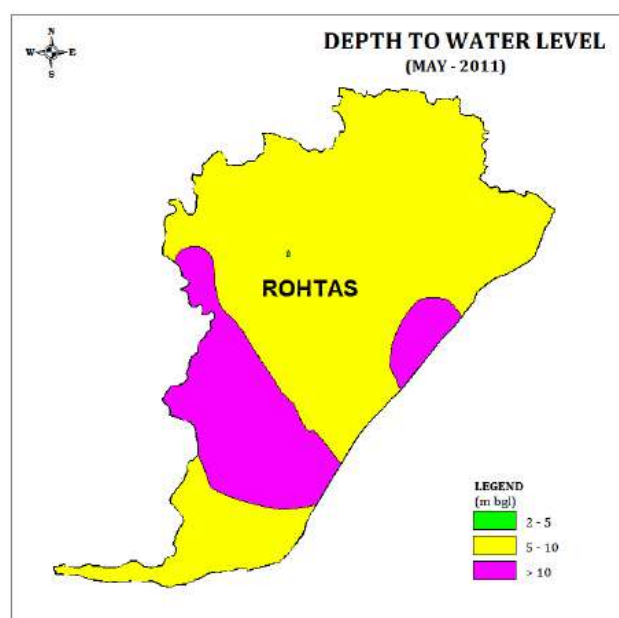 DEPTH TO WATER LEVEL
(MAY - 2011)
N
W E
S
ROHTAS
LEGEND
(m bgl)
2 - 5
5 - 10
> 10